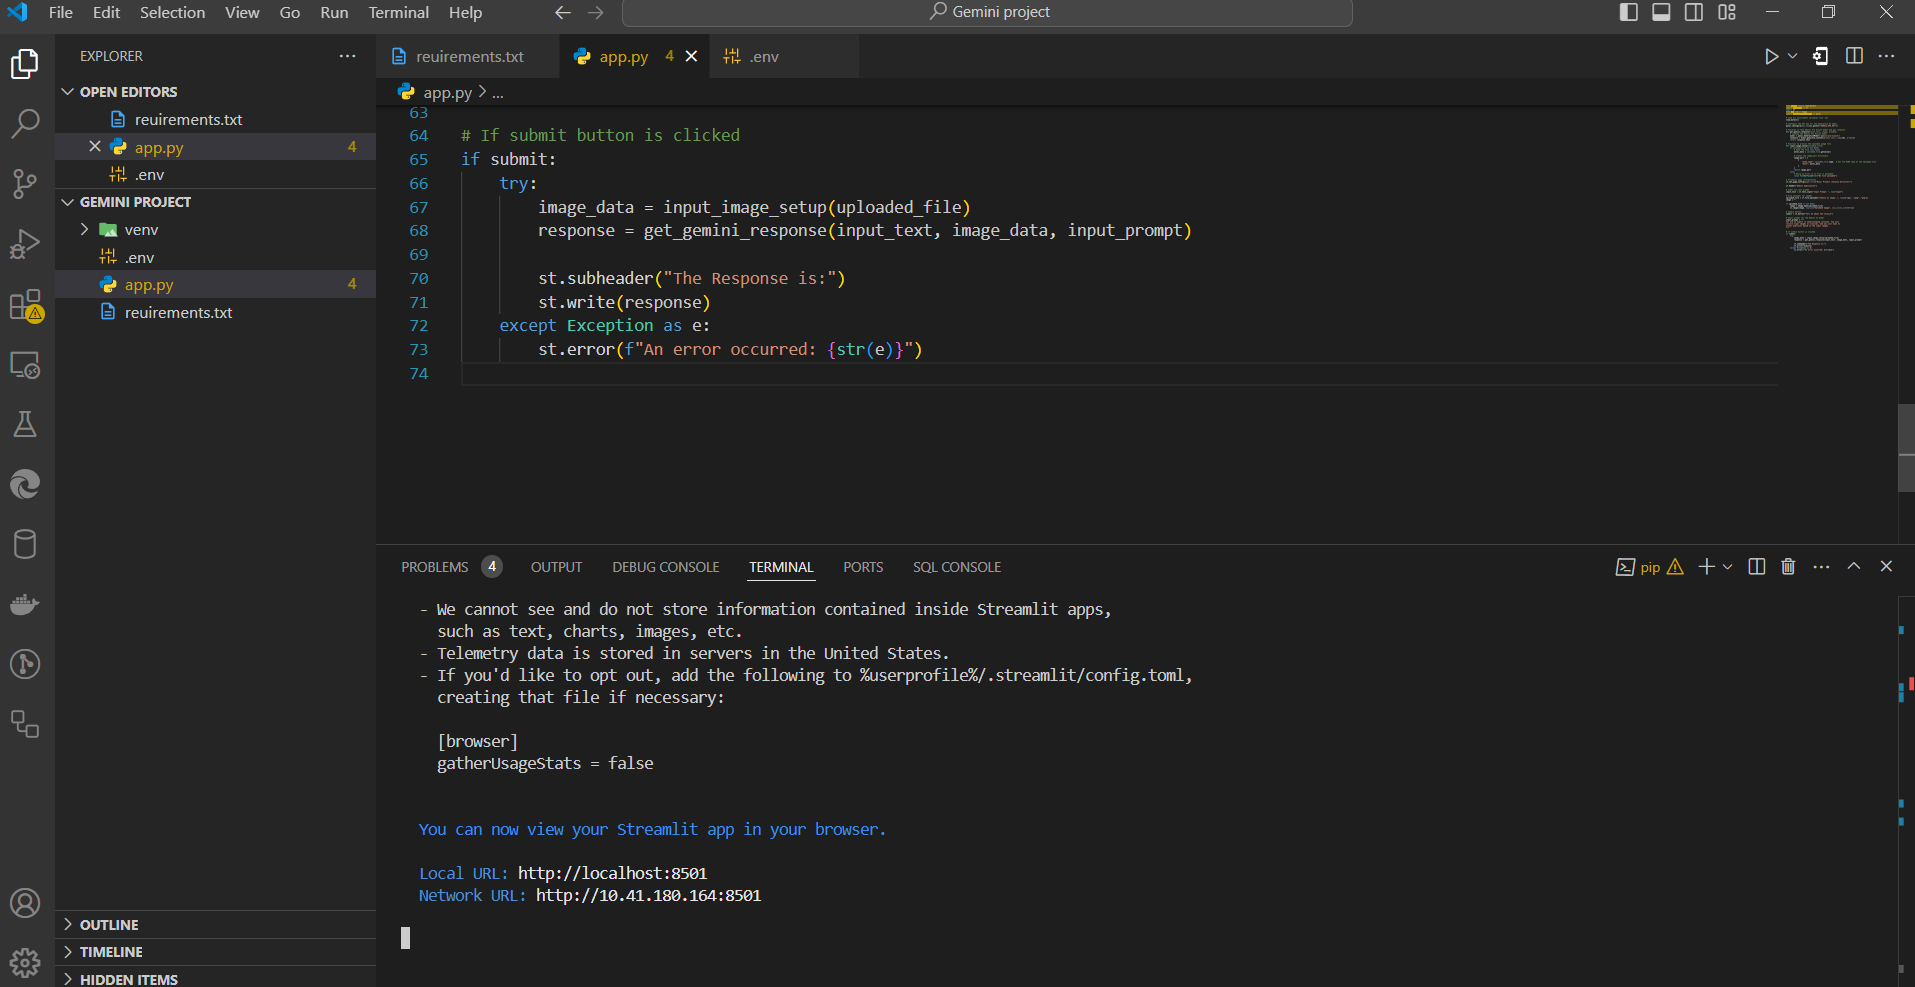 File Edit Selection View Go Run Terminal Help
Gemini project
EXPLORER
OPEN EDITORS
reuirements.txt
app.py 4
.env
GEMINI PROJECT
venv
.env
app.py 4
reuirements.txt
OUTLINE
TIMELINE
HIDDEN ITEMS
reuirements.txt app.py 4 .env
app.py > ...
63
64 # If submit button is clicked
65 if submit:
66 try:
67 image_data = input_image_setup(uploaded_file)
68 response = get_gemini_response(input_text, image_data, input_prompt)
69
70 st.subheader("The Response is:")
71 st.write(response)
72 except Exception as e:
73 st.error(f"An error occurred: {str(e)}")
74
PROBLEMS 4 OUTPUT DEBUG CONSOLE TERMINAL PORTS SQL CONSOLE
pip
- We cannot see and do not store information contained inside Streamlit apps,
such as text, charts, images, etc.
- Telemetry data is stored in servers in the United States.
- If you'd like to opt out, add the following to %userprofile%/.streamlit/config.toml,
creating that file if necessary:
[browser]
gatherUsageStats = false
You can now view your Streamlit app in your browser.
Local URL: http://localhost:8501
Network URL: http://10.41.180.164:8501